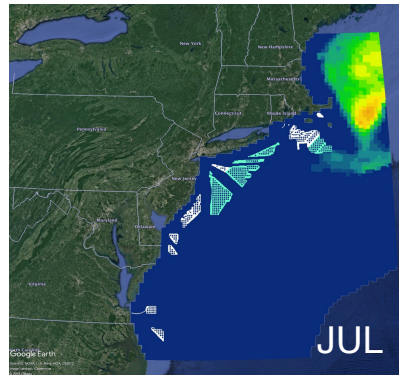 New York
New Hampshire
Massachusetts
Connecticut
Rhode Island
Pennsylvania
New Jersey
Maryland
Delaware
Virginia
JUL
Google Earth